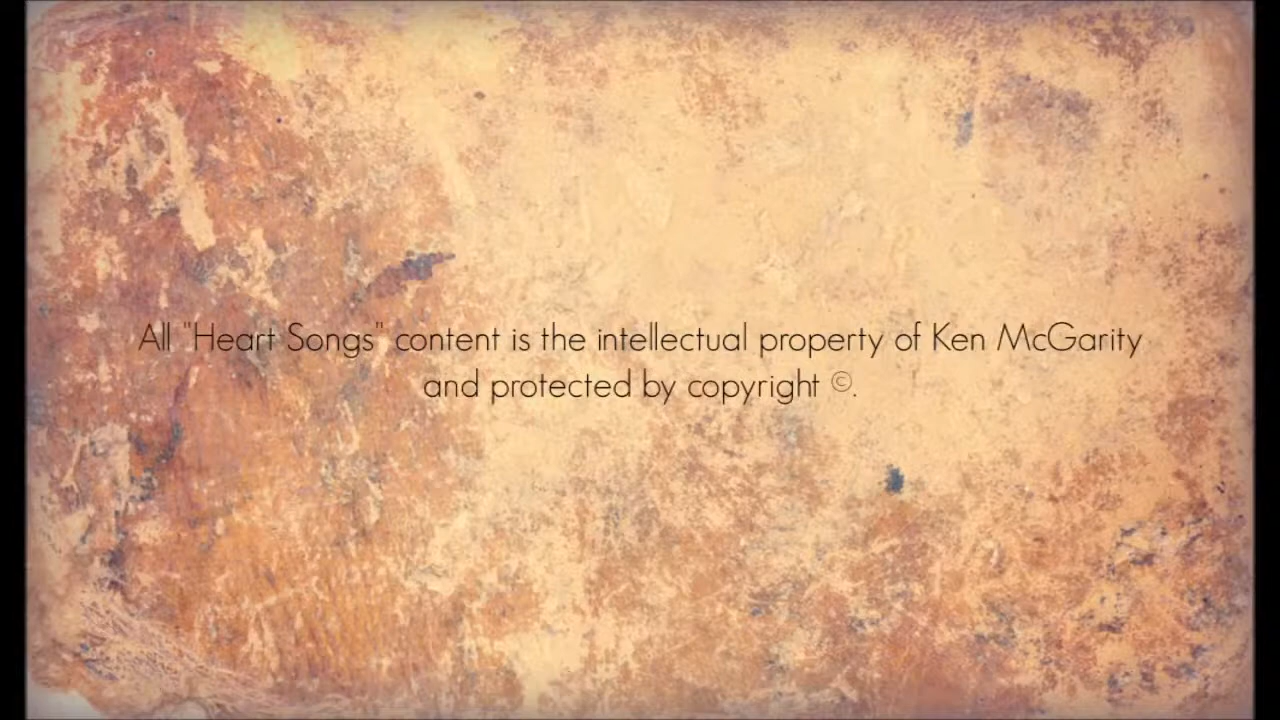 All "Heart Songs" content is the intellectual property of Ken McGarity
and protected by copyright ©.